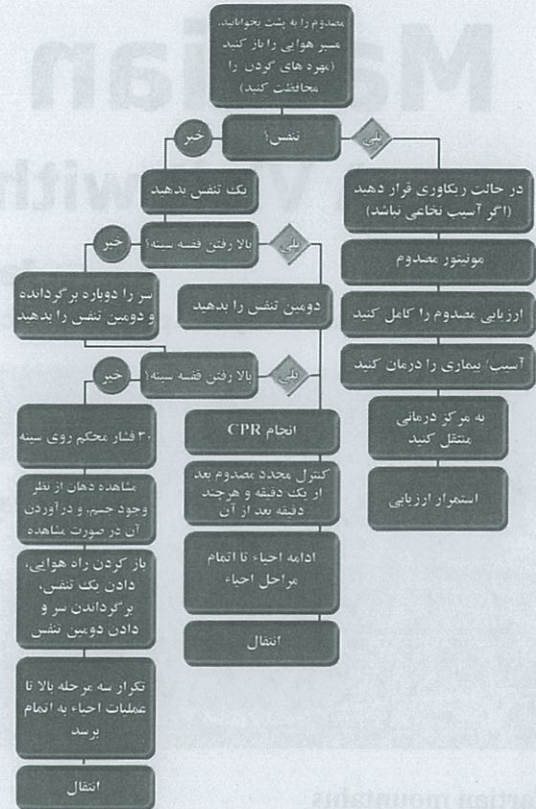 مصدوم را به پشت بخوابانید،
مسیر هوایی را باز کنید
(مهره های گردن را
محافظت کنید)
تنفس؟
بلی
خیر
در حالت ریکاوری قرار دهید
(اگر آسیب نخاعی نباشد)
مونیتور مصدوم
ارزیابی مصدوم را کامل کنید
آسیب/ بیماری را درمان کنید
به مرکز درمانی
منتقل کنید
استمرار ارزیابی
یک تنفس بدهید
بالا رفتن قفسه سینه؟
بلی
خیر
دومین تنفس را بدهید
سر را دوباره برگردانده
و دومین تنفس را بدهید
بالا رفتن قفسه سینه؟
بلی
خیر
انجام CPR
کنترل مجدد مصدوم بعد
از یک دقیقه و هرچند
دقیقه بعد از آن
ادامه احیاء تا اتمام
مراحل احیاء
انتقال
۳۰ فشار محکم روی سینه
مشاهده دهان از نظر
وجود جسم، و درآوردن
آن در صورت مشاهده
باز کردن راه هوایی،
دادن یک تنفس،
برگرداندن سر و
دادن دومین تنفس
تکرار سه مرحله بالا تا
عملیات احیاء به اتمام
برسد
انتقال